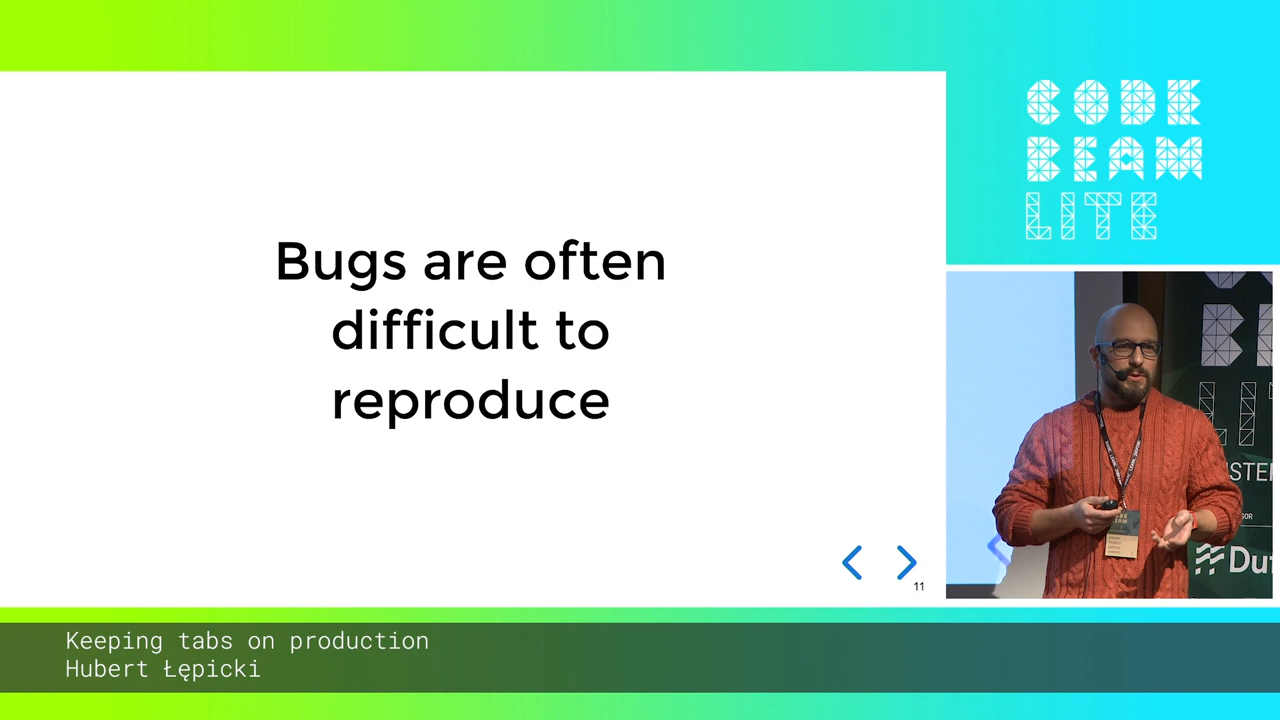 Bugs are often
difficult to
reproduce
11
CODE
BEAM
LITE
Keeping tabs on production
Hubert Łępicki